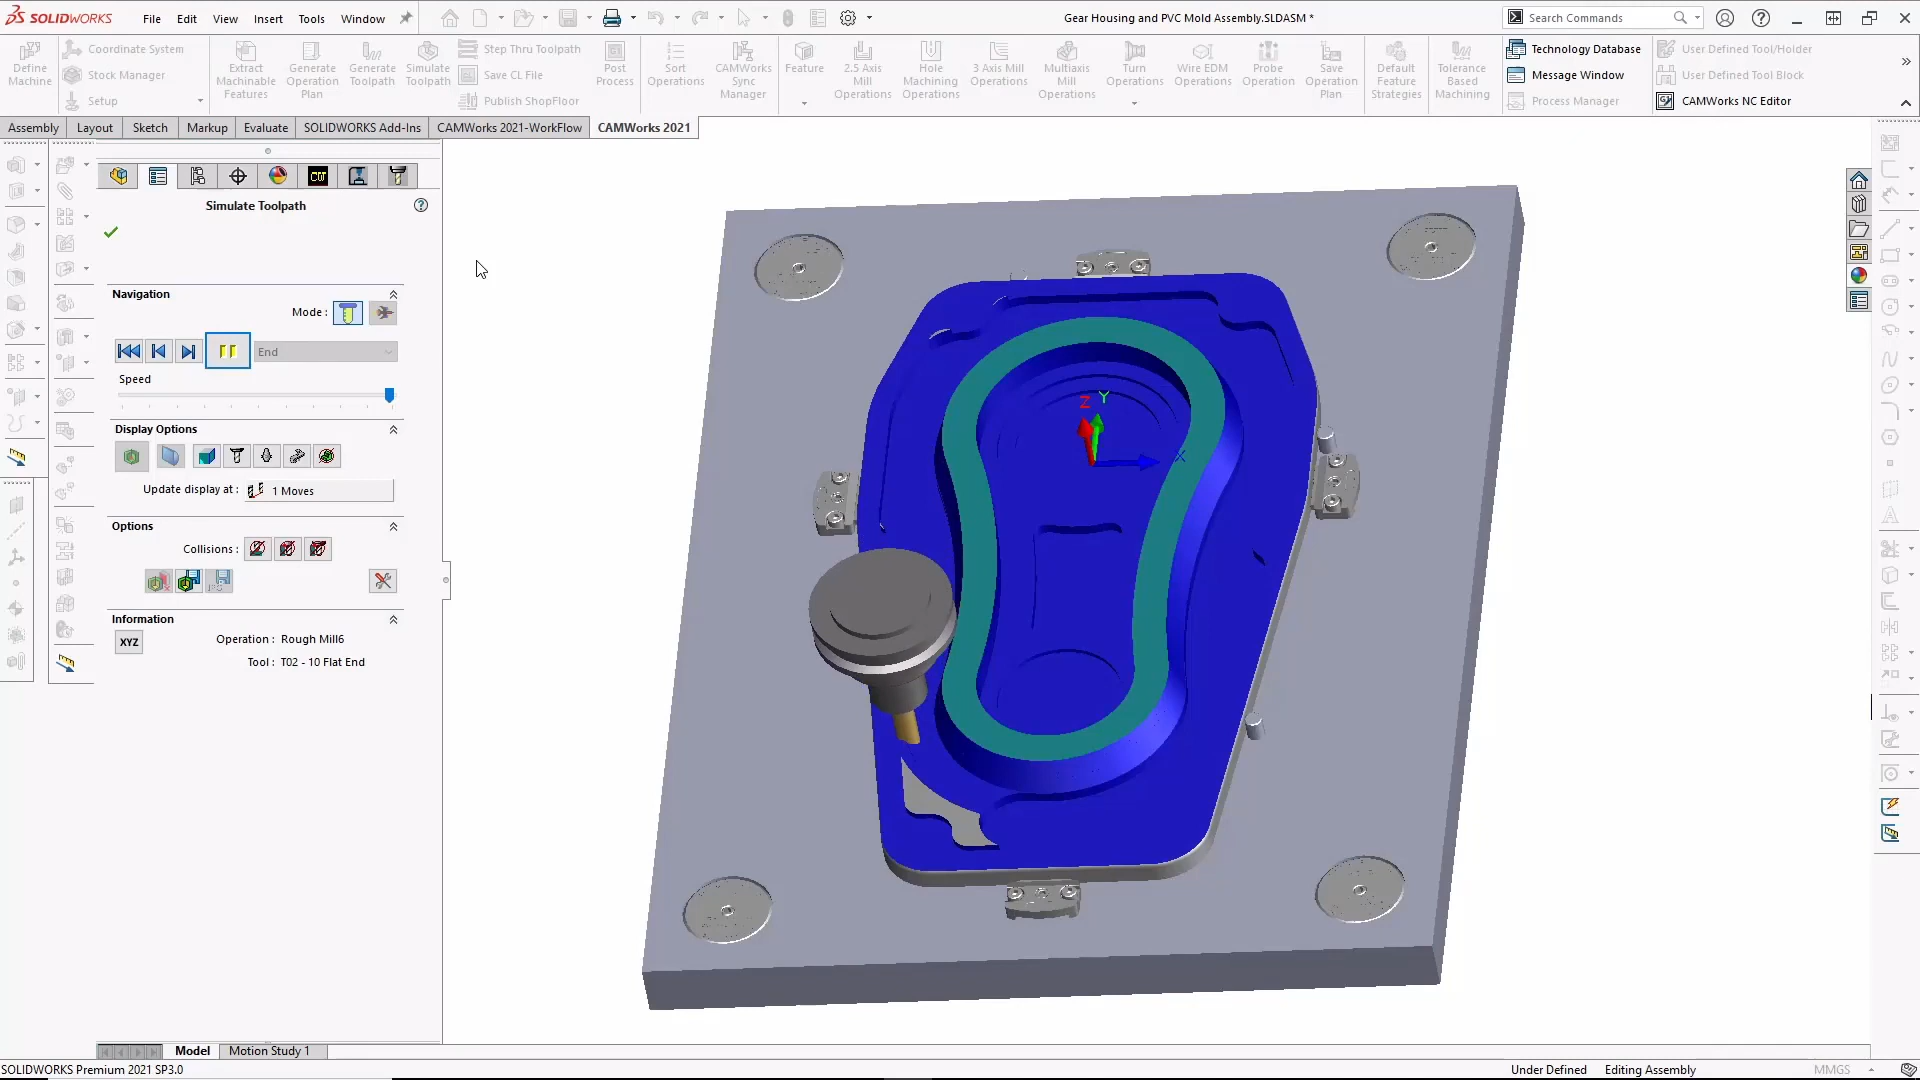 SOLIDWORKS
File Edit View Insert Tools Window
Gear Housing and PVC Mold Assembly.SLDASM *
Search Commands
Define Machine
Coordinate System
Stock Manager
Setup
Extract Machinable Features
Generate Operation Plan
Generate Toolpath
Simulate Toolpath
Step Thru Toolpath
Save CL File
Publish ShopFloor
Post Process
Sort Operations
CAMWorks Sync Manager
Feature
2.5 Axis Mill Operations
Hole Machining Operations
3 Axis Mill Operations
Multiaxis Mill Operations
Turn Operations
Wire EDM Operations
Probe Operation
Save Operation Plan
Default Feature Strategies
Tolerance Based Machining
Technology Database
Message Window
Process Manager
User Defined Tool/Holder
User Defined Tool Block
CAMWorks NC Editor
Assembly Layout Sketch Markup Evaluate SOLIDWORKS Add-Ins CAMWorks 2021-WorkFlow CAMWorks 2021
Simulate Toolpath
Navigation
Mode :
End
Speed
Display Options
Update display at : 1 Moves
Options
Collisions :
Information
XYZ
Operation : Rough Mill6
Tool : T02 - 10 Flat End
Z Y
X
Model Motion Study 1
SOLIDWORKS Premium 2021 SP3.0
Under Defined Editing Assembly MMGS